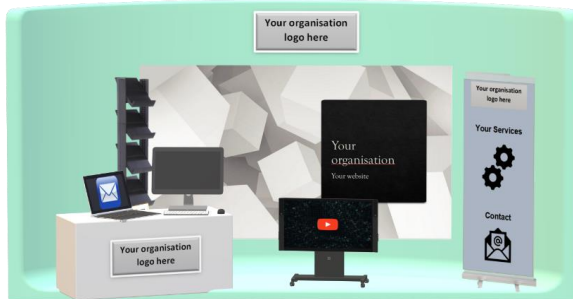 Your organisation
logo here
Your organisation
logo here
Your Services
Contact
Your
organisation
Your website
Your organisation
logo here